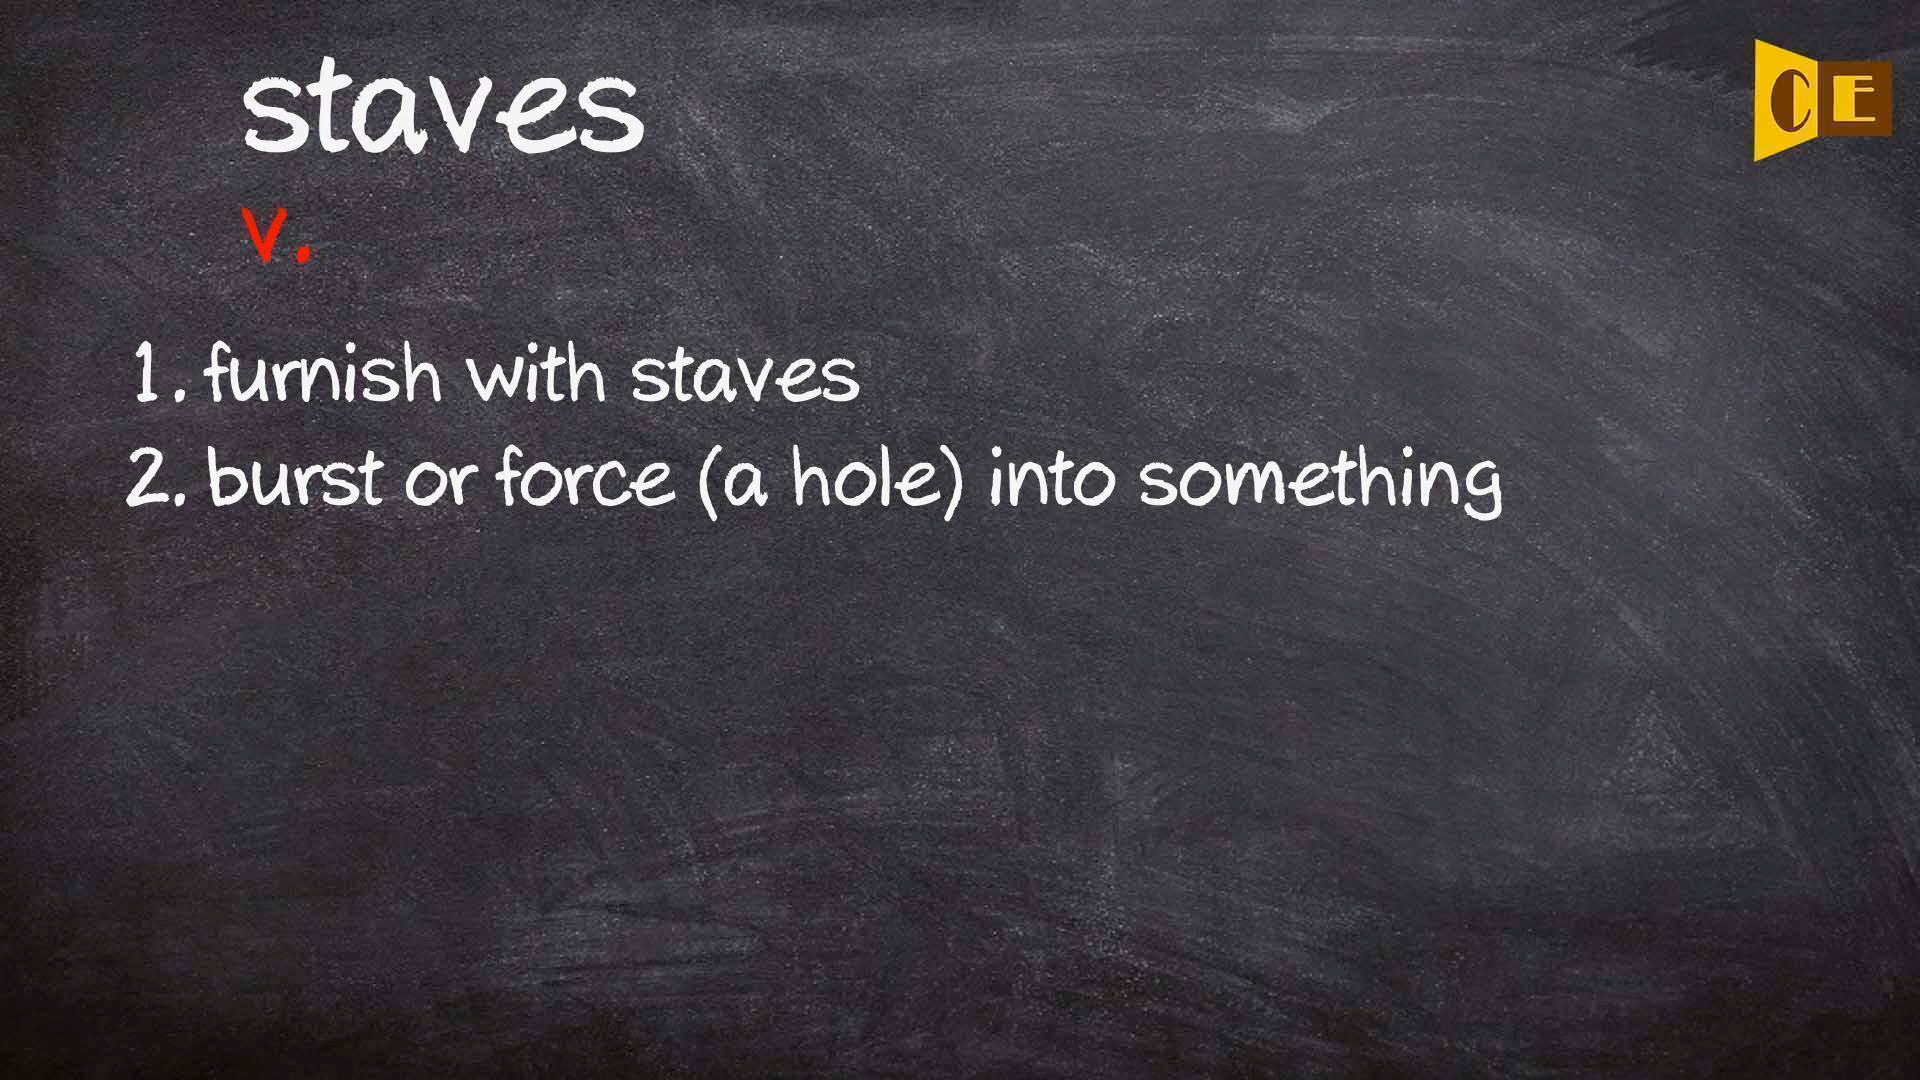 staves
CE
v.
1. furnish with staves
2. burst or force (a hole) into something